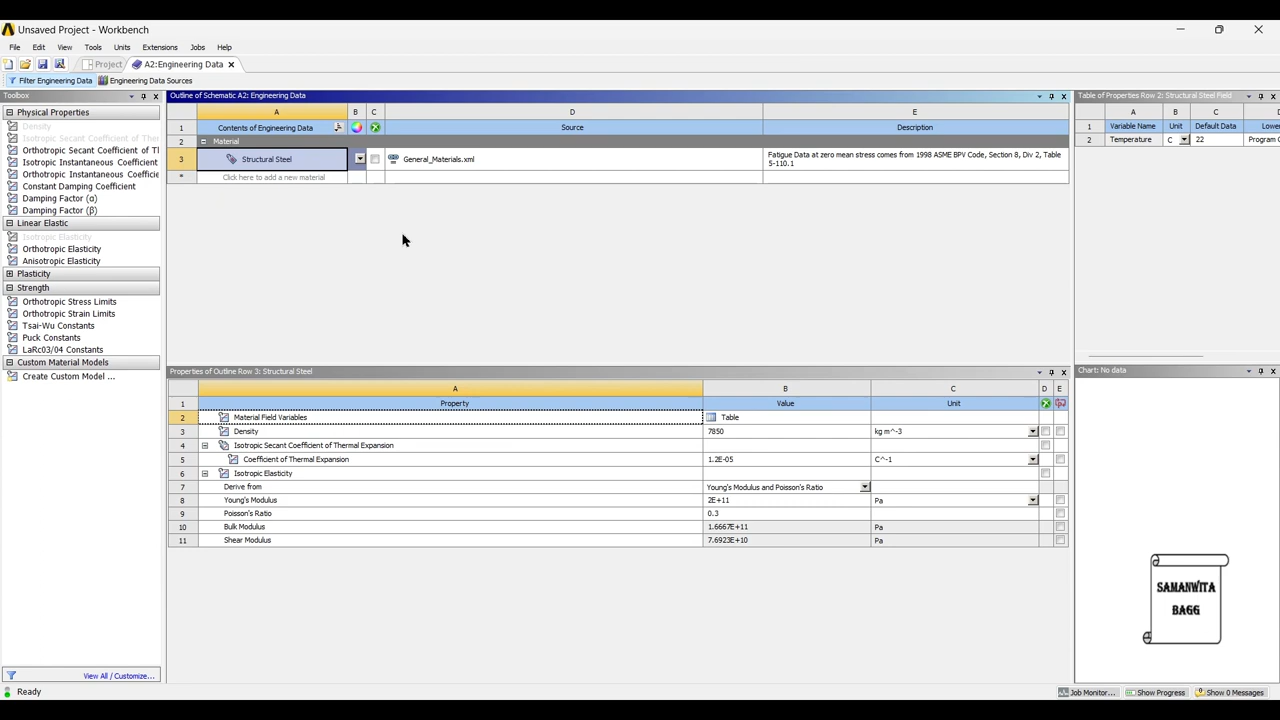 Unsaved Project - Workbench
File Edit View Tools Units Extensions Jobs Help
Project A2:Engineering Data
Filter Engineering Data Engineering Data Sources
Toolbox
Physical Properties
Density
Isotropic Secant Coefficient of Ther
Orthotropic Secant Coefficient of Tl
Isotropic Instantaneous Coefficient
Orthotropic Instantaneous Coefficie
Constant Damping Coefficient
Damping Factor (α)
Damping Factor (β)
Linear Elastic
Isotropic Elasticity
Orthotropic Elasticity
Anisotropic Elasticity
Plasticity
Strength
Orthotropic Stress Limits
Orthotropic Strain Limits
Tsai-Wu Constants
Puck Constants
LaRc03/04 Constants
Custom Material Models
Create Custom Model ...
View All / Customize...
Ready
Outline of Schematic A2: Engineering Data
A B C D E
1 Contents of Engineering Data Source Description
2 Material
3 Structural Steel General_Materials.xml Fatigue Data at zero mean stress comes from 1998 ASME BPV Code, Section 8, Div 2, Table
5-110.1
* Click here to add a new material
Properties of Outline Row 3: Structural Steel
A B C D E
1 Property Value Unit
2 Material Field Variables Table
3 Density 7850 kg m^-3
4 Isotropic Secant Coefficient of Thermal Expansion
5 Coefficient of Thermal Expansion 1.2E-05 C^-1
6 Isotropic Elasticity
7 Derive from Young's Modulus and Poisson's Ratio
8 Young's Modulus 2E+11 Pa
9 Poisson's Ratio 0.3
10 Bulk Modulus 1.6667E+11 Pa
11 Shear Modulus 7.6923E+10 Pa
Table of Properties Row 2: Structural Steel Field
A B C
1 Variable Name Unit Default Data Lowe
2 Temperature C 22 Program C
Chart: No data
SAMANWITA
BAGG
Job Monitor... Show Progress Show 0 Messages